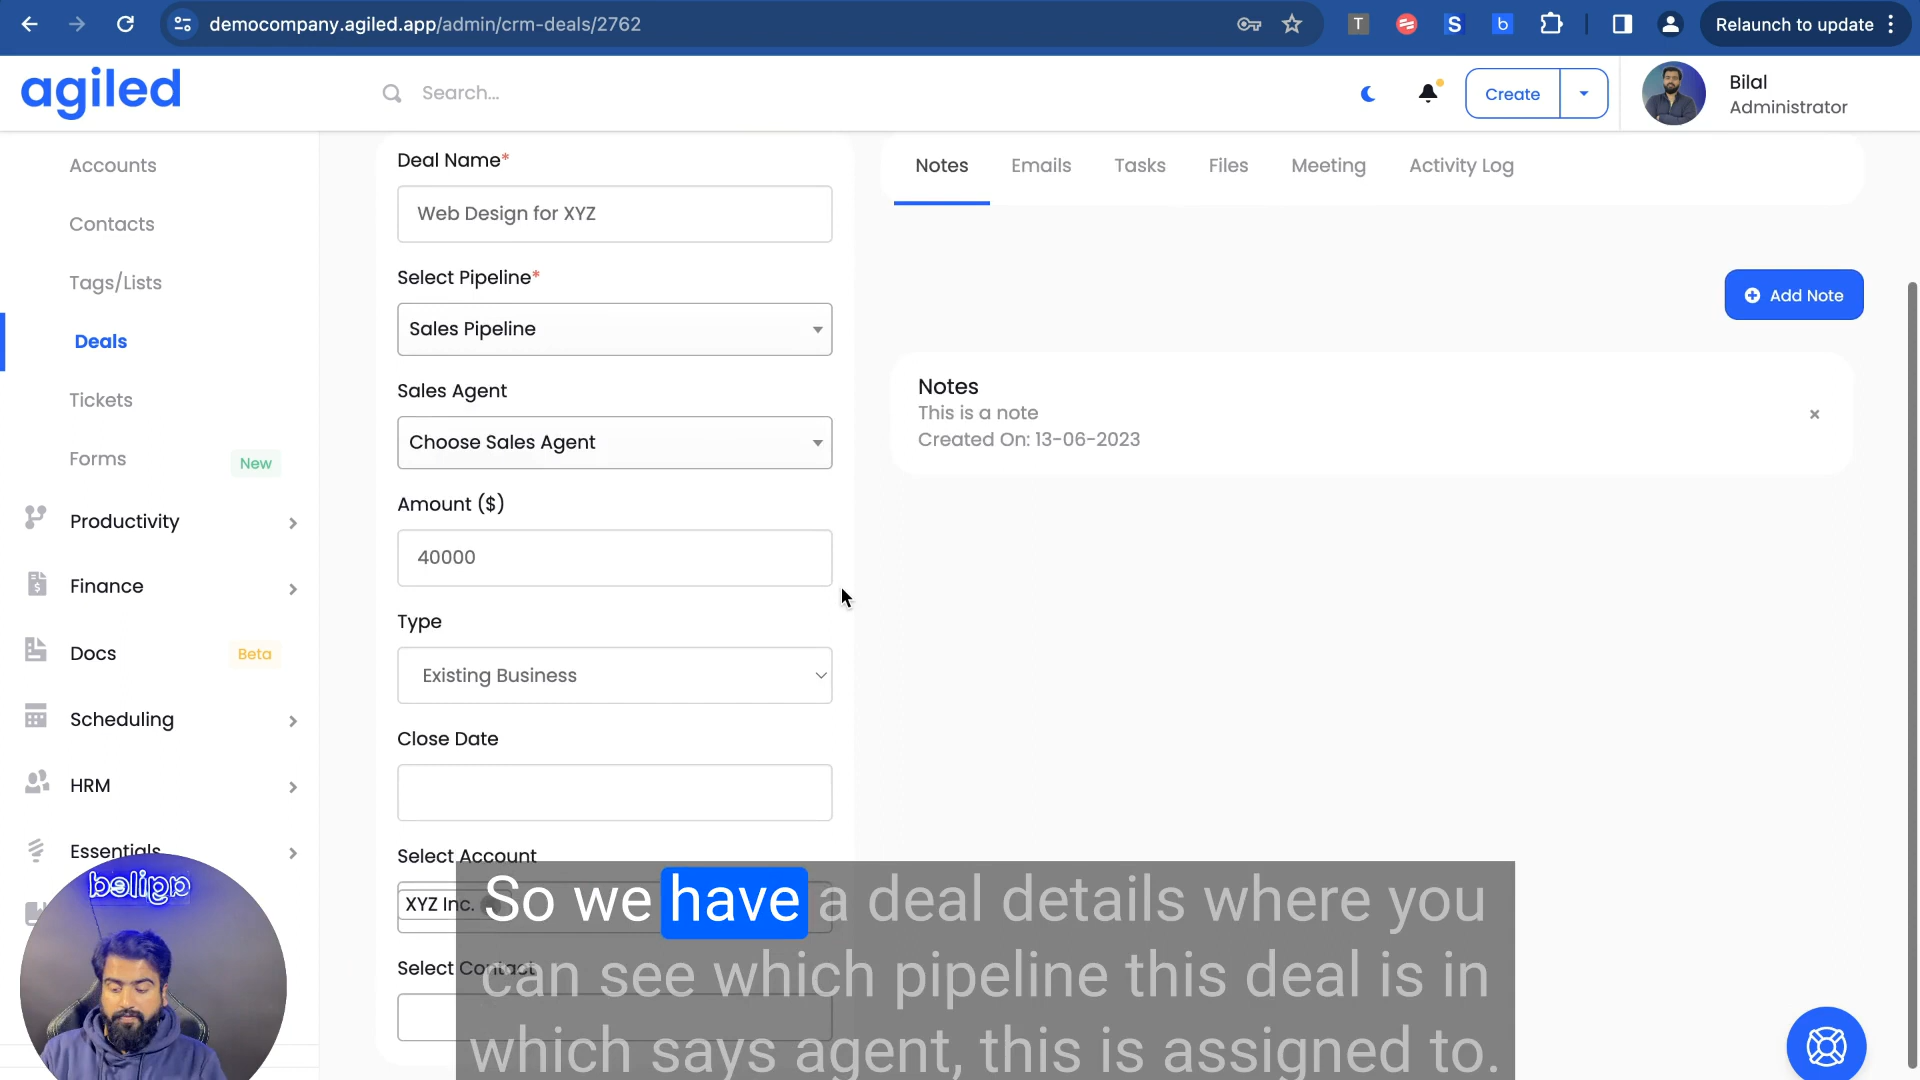 democompany.agiled.app/admin/crm-deals/2762
T
S
b
Relaunch to update
agiled
Search...
Create
Bilal
Administrator
Accounts
Contacts
Tags/Lists
Deals
Tickets
Forms
New
Productivity
Finance
Docs
Beta
Scheduling
HRM
Essentials
agiled
Deal Name*
Web Design for XYZ
Select Pipeline*
Sales Pipeline
Sales Agent
Choose Sales Agent
Amount ($)
40000
Type
Existing Business
Close Date
Select Account
XYZ Inc.
Select Contact
Notes
Emails
Tasks
Files
Meeting
Activity Log
Add Note
Notes
This is a note
Created On: 13-06-2023
×
So we have a deal details where you
can see which pipeline this deal is in
which says agent, this is assigned to.